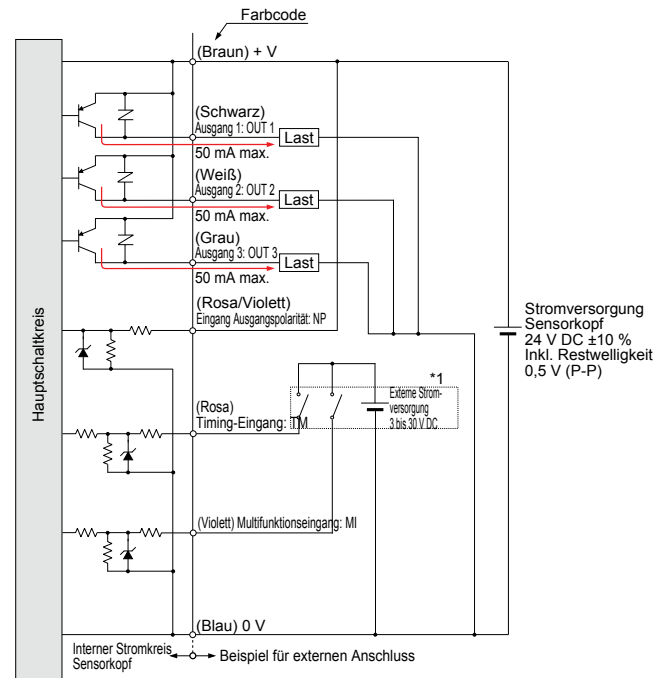 Farbcode
(Braun) + V
(Schwarz)
Ausgang 1: OUT 1
Last
50 mA max.
(Weiß)
Ausgang 2: OUT 2
Last
50 mA max.
(Grau)
Ausgang 3: OUT 3
Last
50 mA max.
(Rosa/Violett)
Eingang Ausgangspolarität: NP
Hauptschaltkreis
Stromversorgung
Sensorkopf
24 V DC ±10 %
Inkl. Restwelligkeit
0,5 V (P-P)
*1
Externe Strom-
versorgung
3 bis 30 V DC
(Rosa)
Timing-Eingang: TM
(Violett) Multifunktionseingang: MI
(Blau) 0 V
Interner Stromkreis
Sensorkopf
Beispiel für externen Anschluss